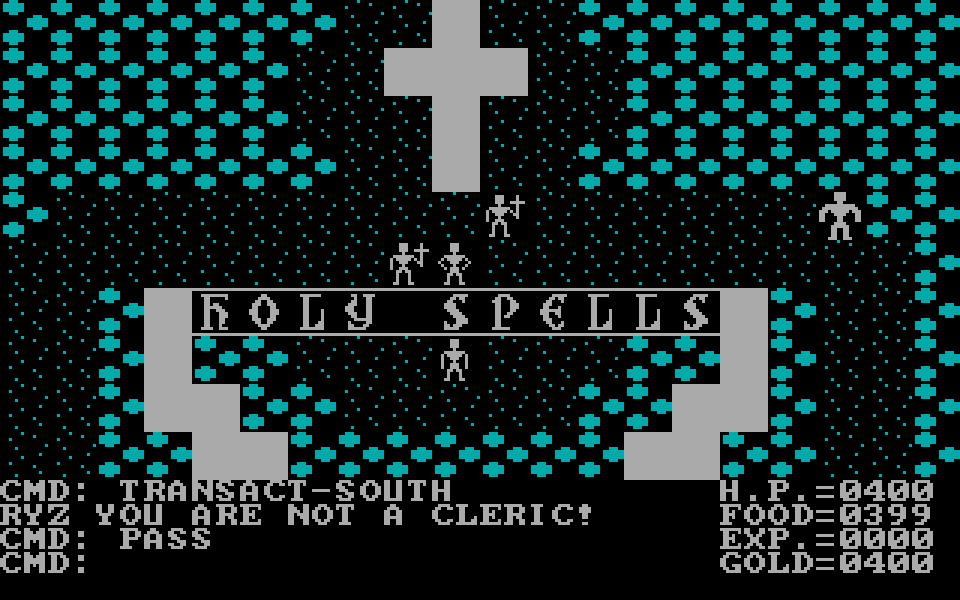 HOLY SPELLS
CMD: TRANSACT-SOUTH H.P.=0400
RYZ YOU ARE NOT A CLERIC! FOOD=0399
CMD: PASS EXP.=0000
CMD: GOLD=0400